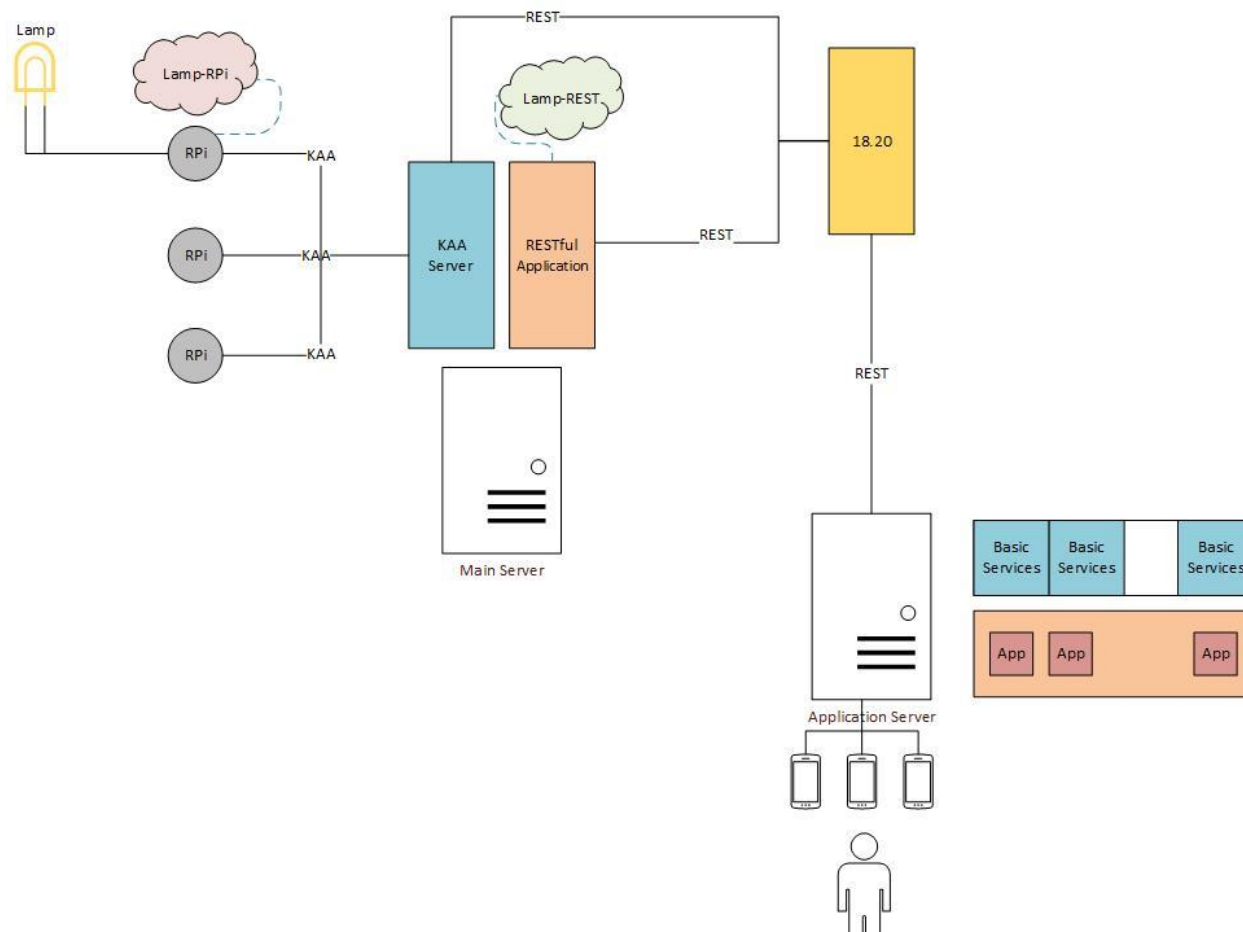 REST
Lamp
Lamp-RPi
Lamp-REST
RPi
KAA
18.20
KAA
Server
RESTful
Application
REST
RPi
KAA
RPi
KAA
REST
Main Server
Basic
Services
Basic
Services
Basic
Services
App
App
App
Application Server